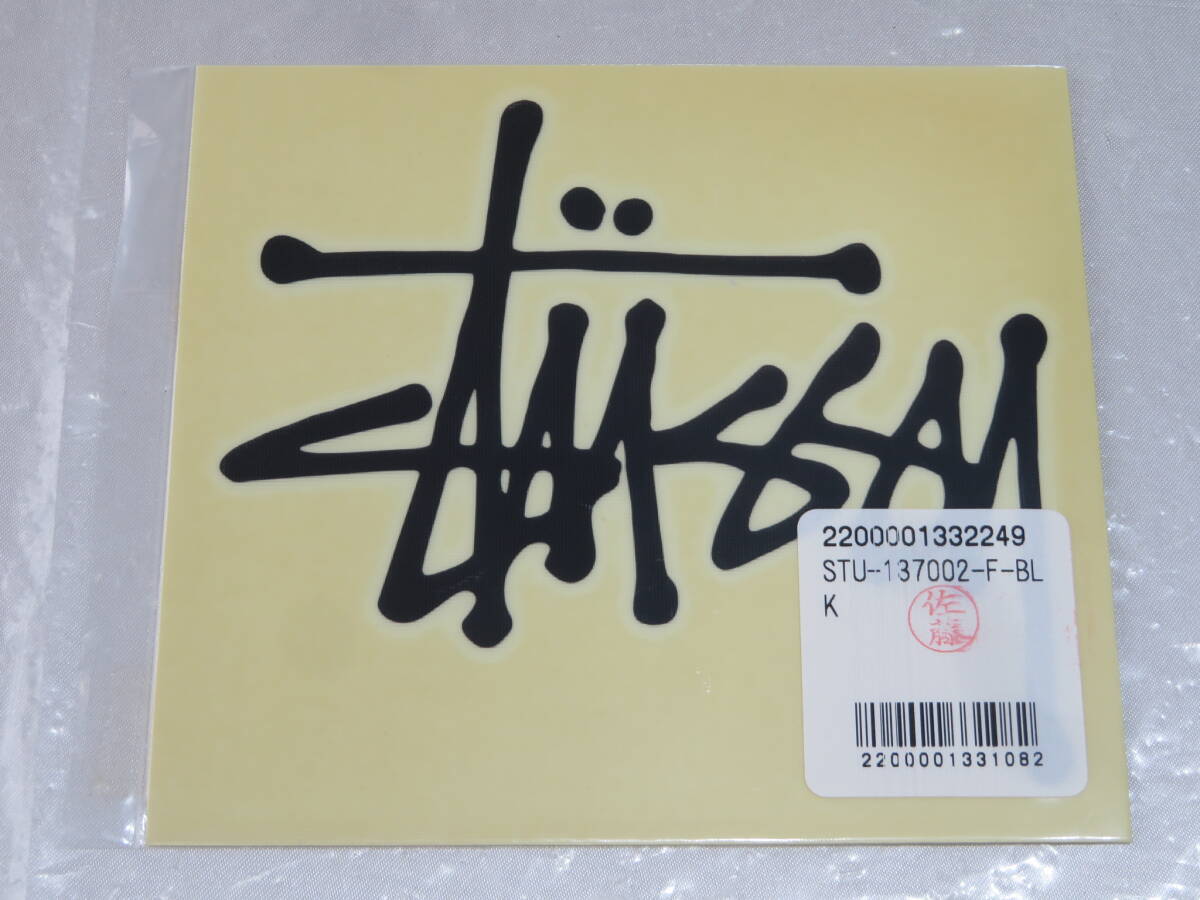 Stüssy
2200001332249
STU-137002-F-BL
K
佐藤
2200001331082